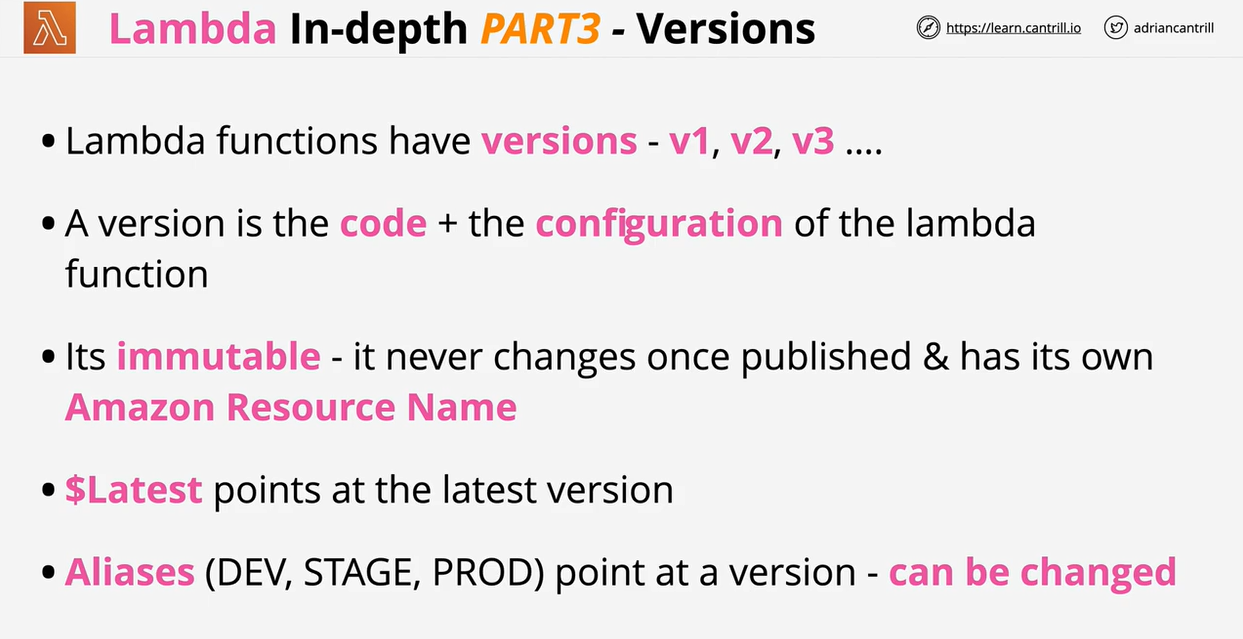 Lambda In-depth PART3 - Versions
https://learn.cantrill.io
adriancantrill
• Lambda functions have versions - v1, v2, v3 ....
• A version is the code + the configuration of the lambda
function
• Its immutable - it never changes once published & has its own
Amazon Resource Name
• $Latest points at the latest version
• Aliases (DEV, STAGE, PROD) point at a version - can be changed